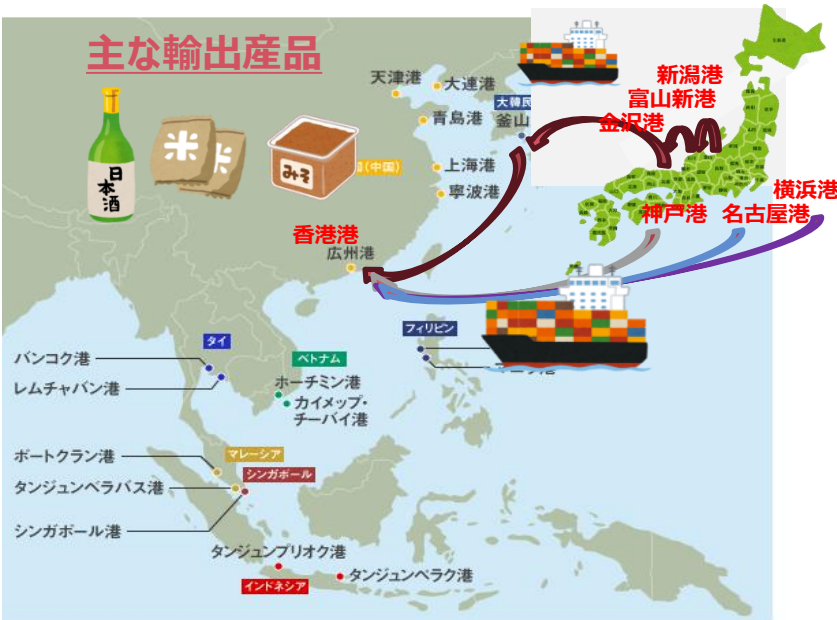 主な輸出産品
日本酒
米
米
みそ
天津港
大連港
大韓民
釜山
青島港
(中国)
上海港
寧波港
新潟港
富山新港
金沢港
横浜港
神戸港
名古屋港
香港港
広州港
タイ
フィリピン
バンコク港
レムチャバン港
ベトナム
ホーチミン港
カイメップ・
チーバイ港
ポートクラン港
マレーシア
シンガポール
タンジュンペラパス港
シンガポール港
タンジュンプリオク港
インドネシア
タンジュンペラク港